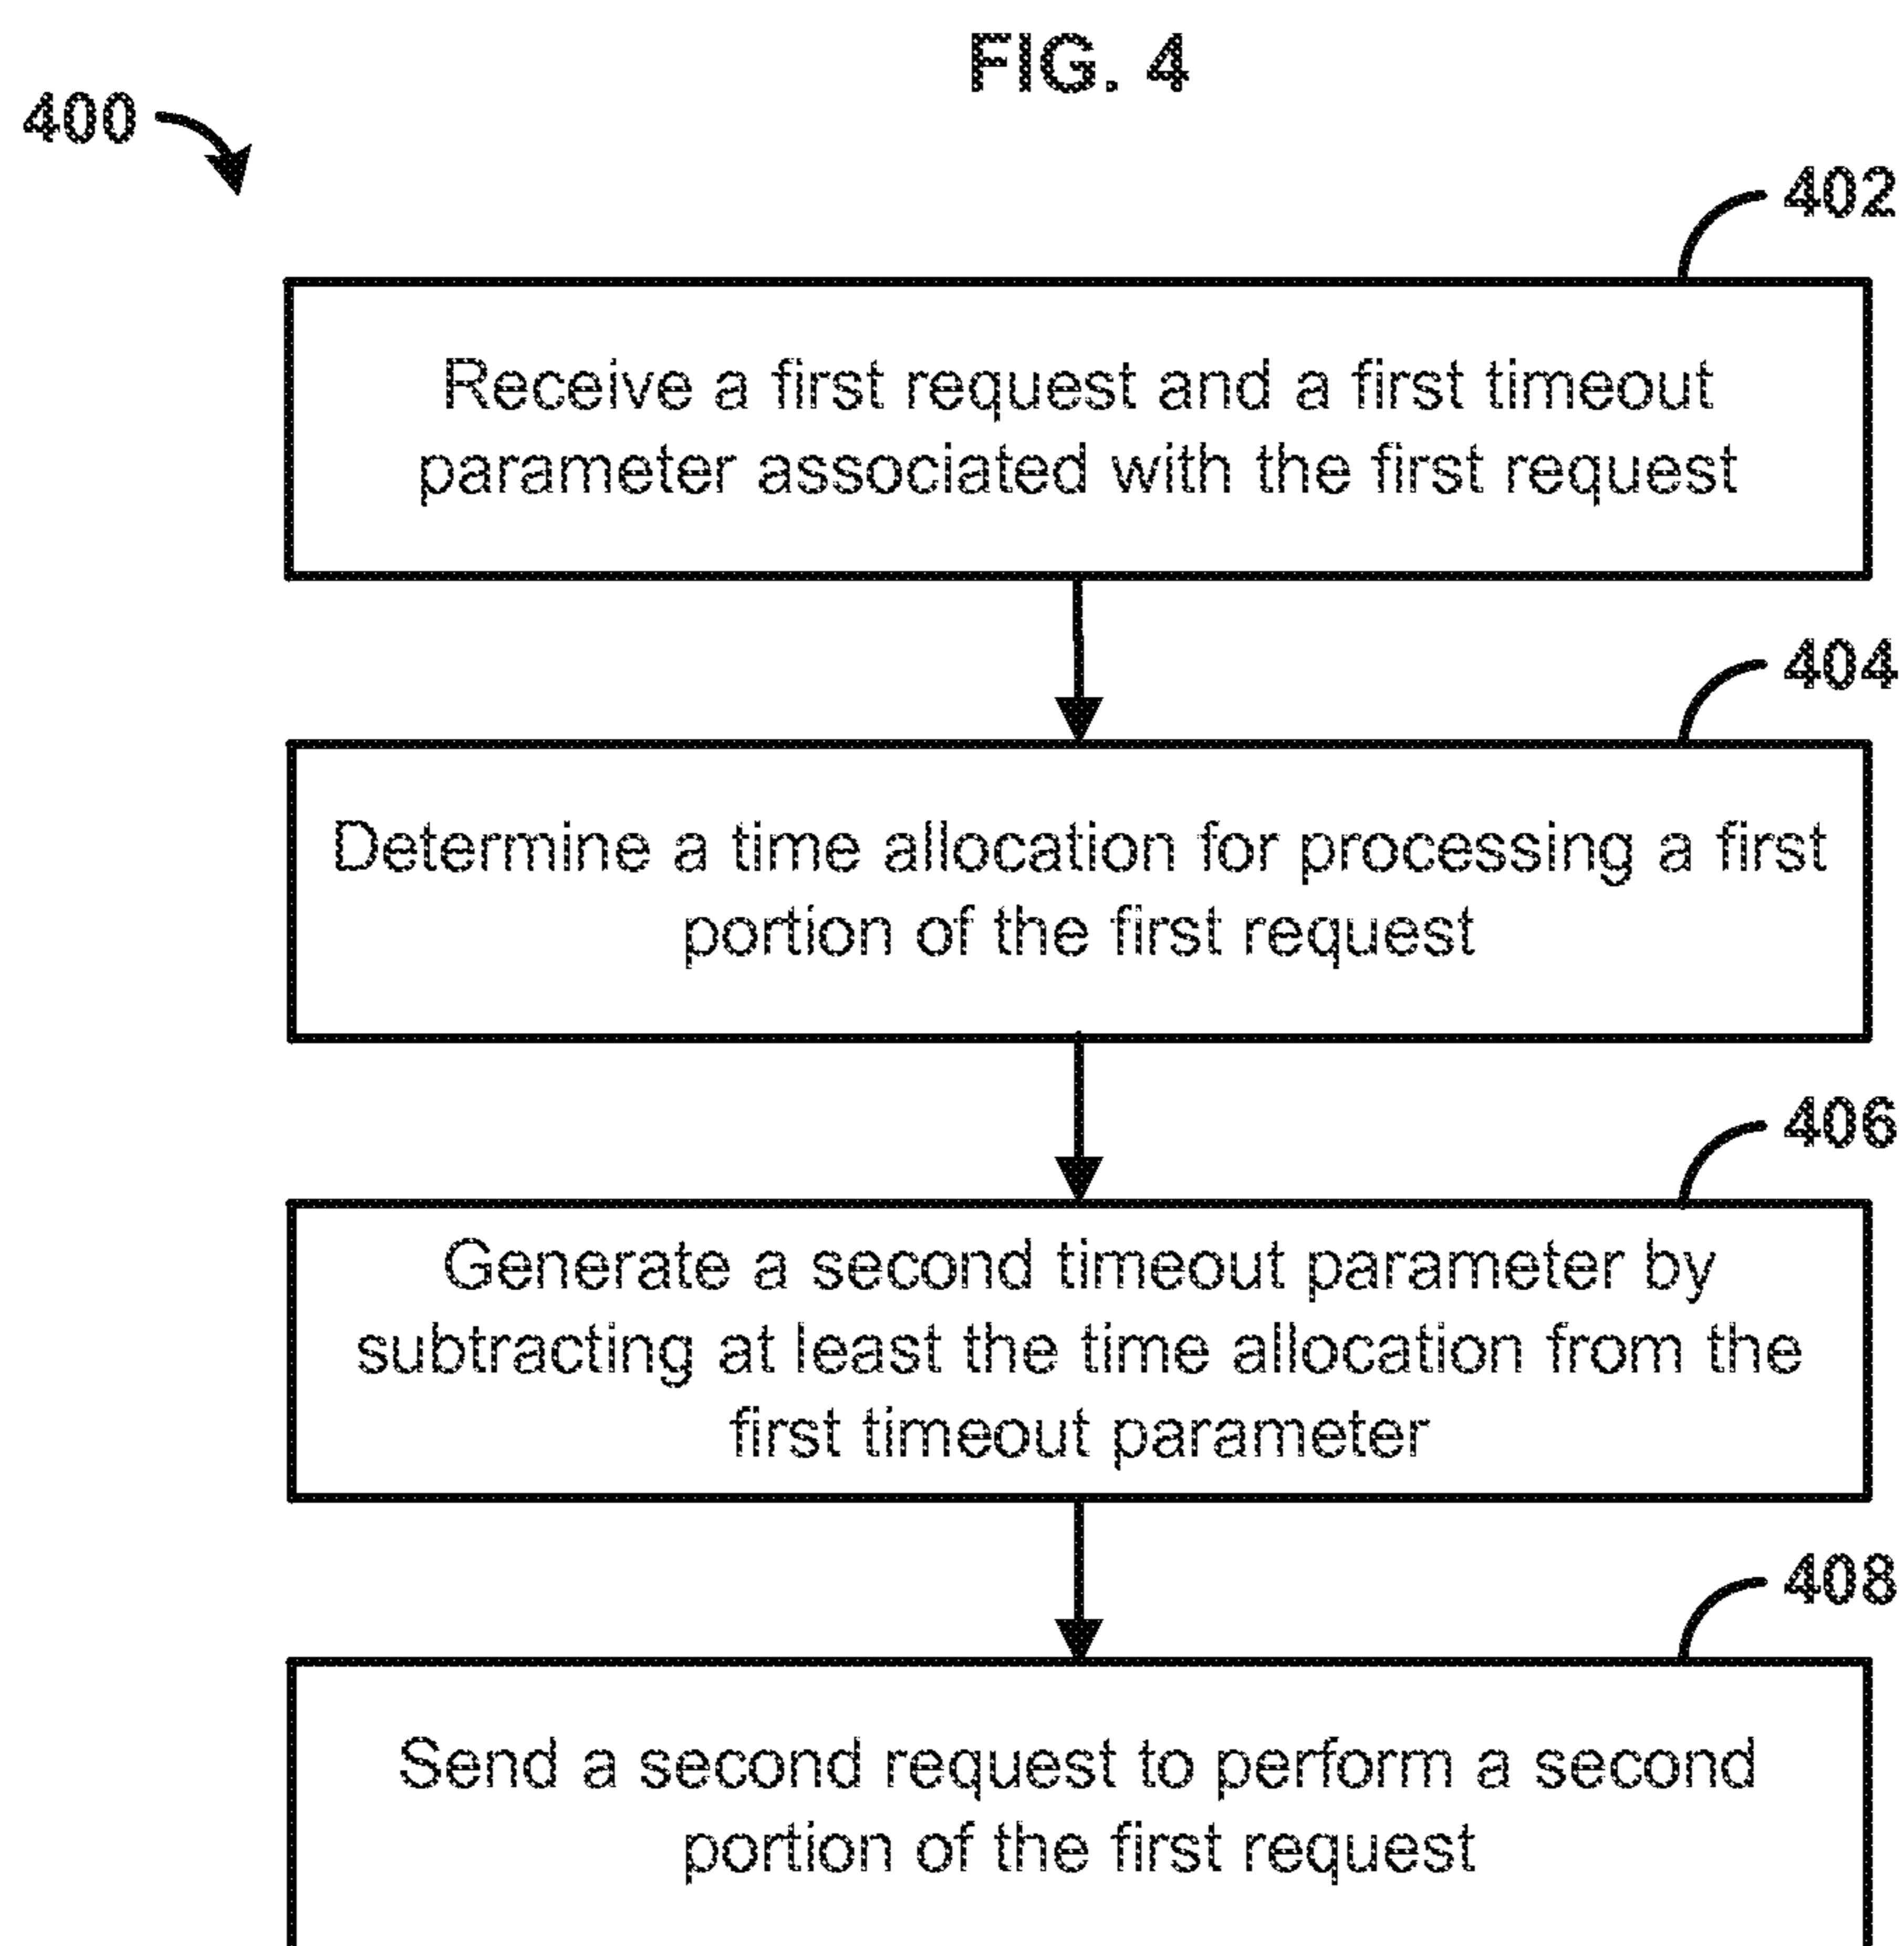 FIG. 4
400
402
Receive a first request and a first timeout
parameter associated with the first request
404
Determine a time allocation for processing a first
portion of the first request
406
Generate a second timeout parameter by
subtracting at least the time allocation from the
first timeout parameter
408
Send a second request to perform a second
portion of the first request